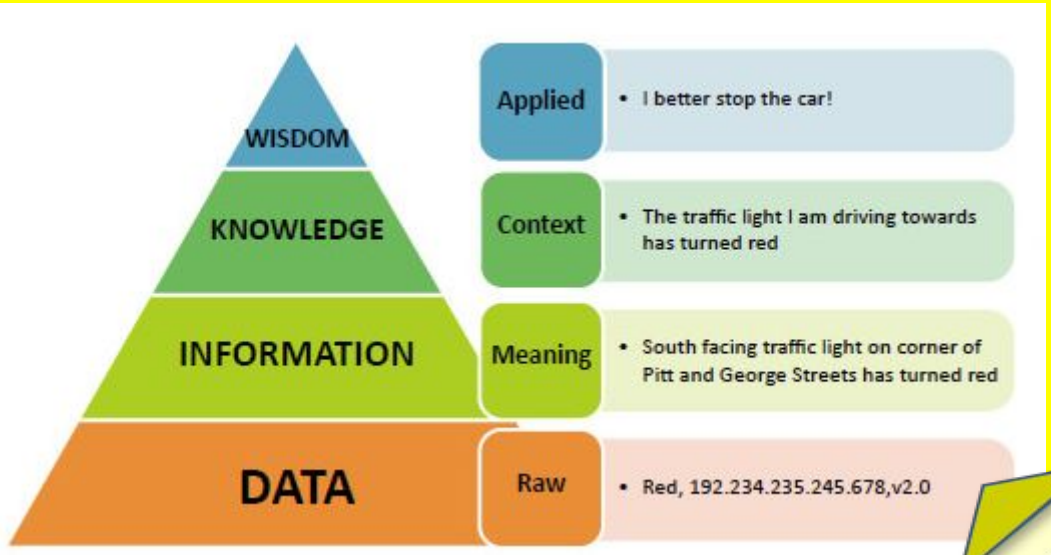 WISDOM
Applied
• I better stop the car!
KNOWLEDGE
Context
• The traffic light I am driving towards
has turned red
INFORMATION
Meaning
• South facing traffic light on corner of
Pitt and George Streets has turned red
DATA
Raw
• Red, 192.234.235.245.678,v2.0